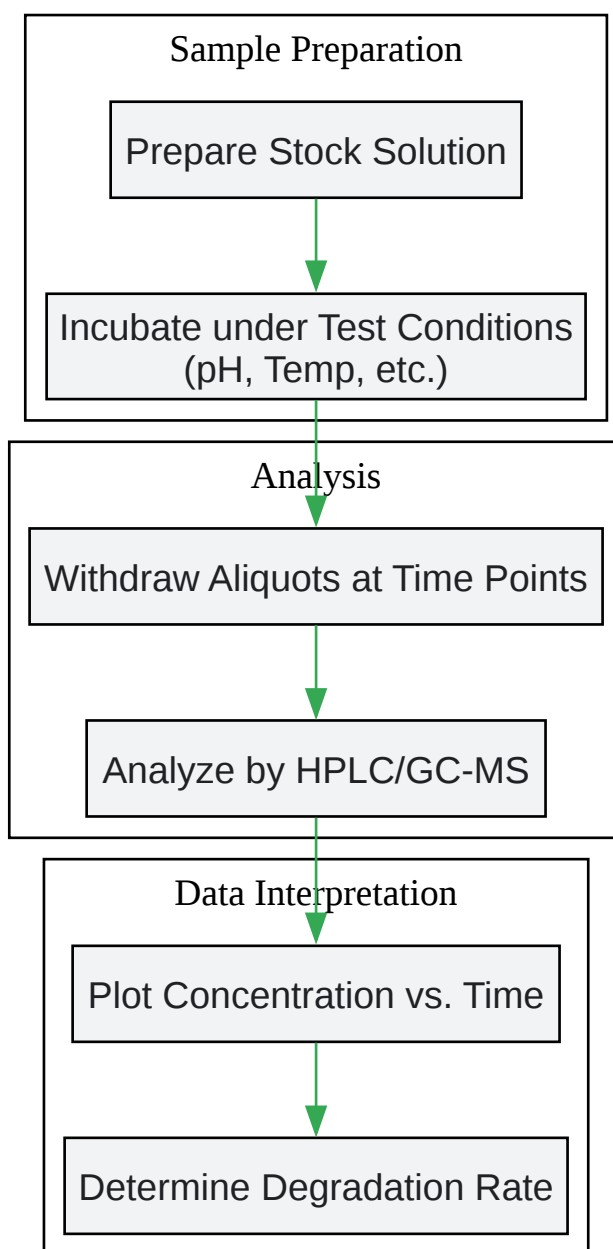 Sample Preparation
Prepare Stock Solution
Incubate under Test Conditions
(pH, Temp, etc.)
Analysis
Withdraw Aliquots at Time Points
Analyze by HPLC/GC-MS
Data Interpretation
Plot Concentration vs. Time
Determine Degradation Rate